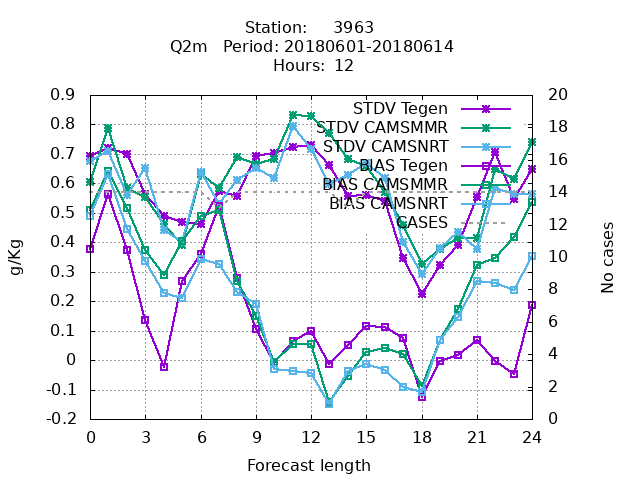 Station: 3963
Q2m Period: 20180601-20180614
Hours: 12
0.9 20
STDV Tegen
0.8 18
STDV CAMSMMR
STDV CAMSNRT
0.7 16
BIAS Tegen
0.6 14
BIAS CAMSMMR
BIAS CAMSNRT
0.5 12
CASES
0.4 10
0.3 8
0.2 6
0.1 4
0
-0.1 2
-0.2 0
g/Kg
No cases
0 3 6 9 12 15 18 21 24
Forecast length